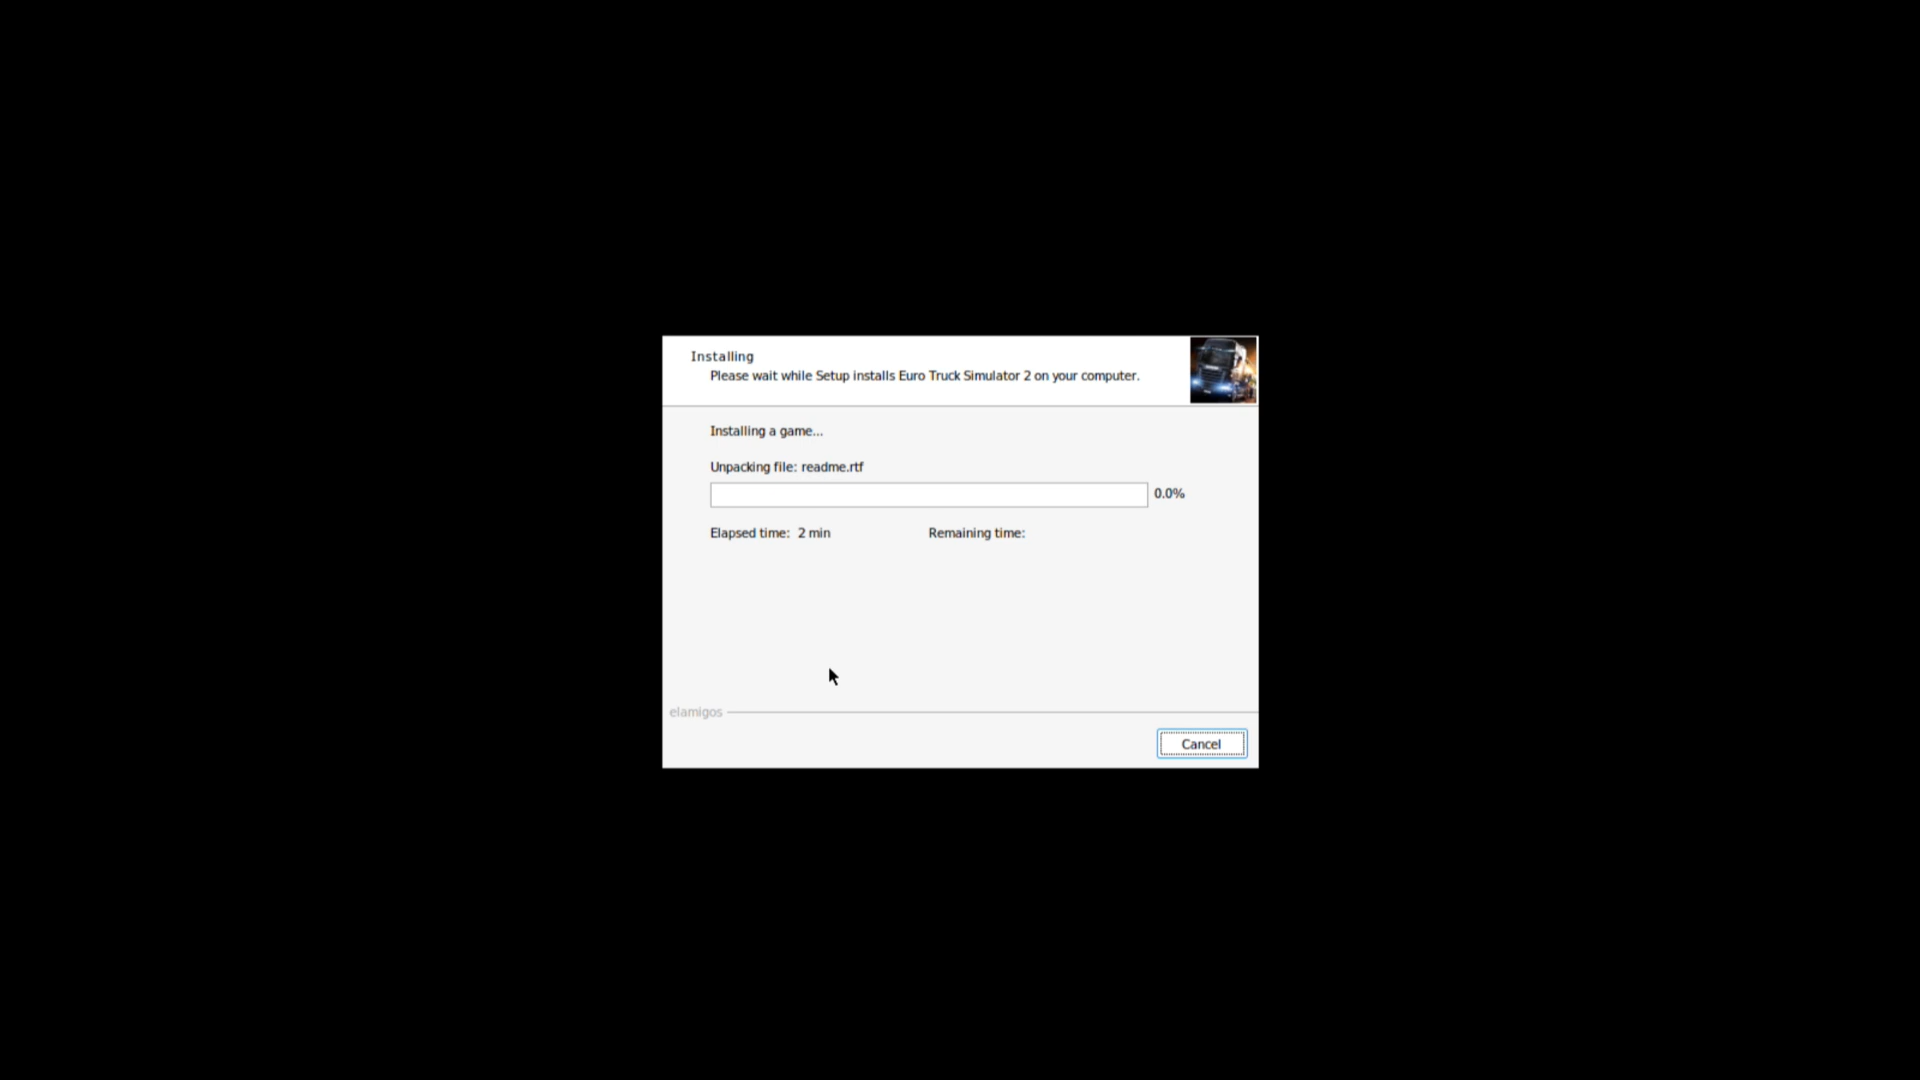 Installing
Please wait while Setup installs Euro Truck Simulator 2 on your computer.
Installing a game...
Unpacking file: readme.rtf
0.0%
Elapsed time: 2 min Remaining time:
elamigos
Cancel